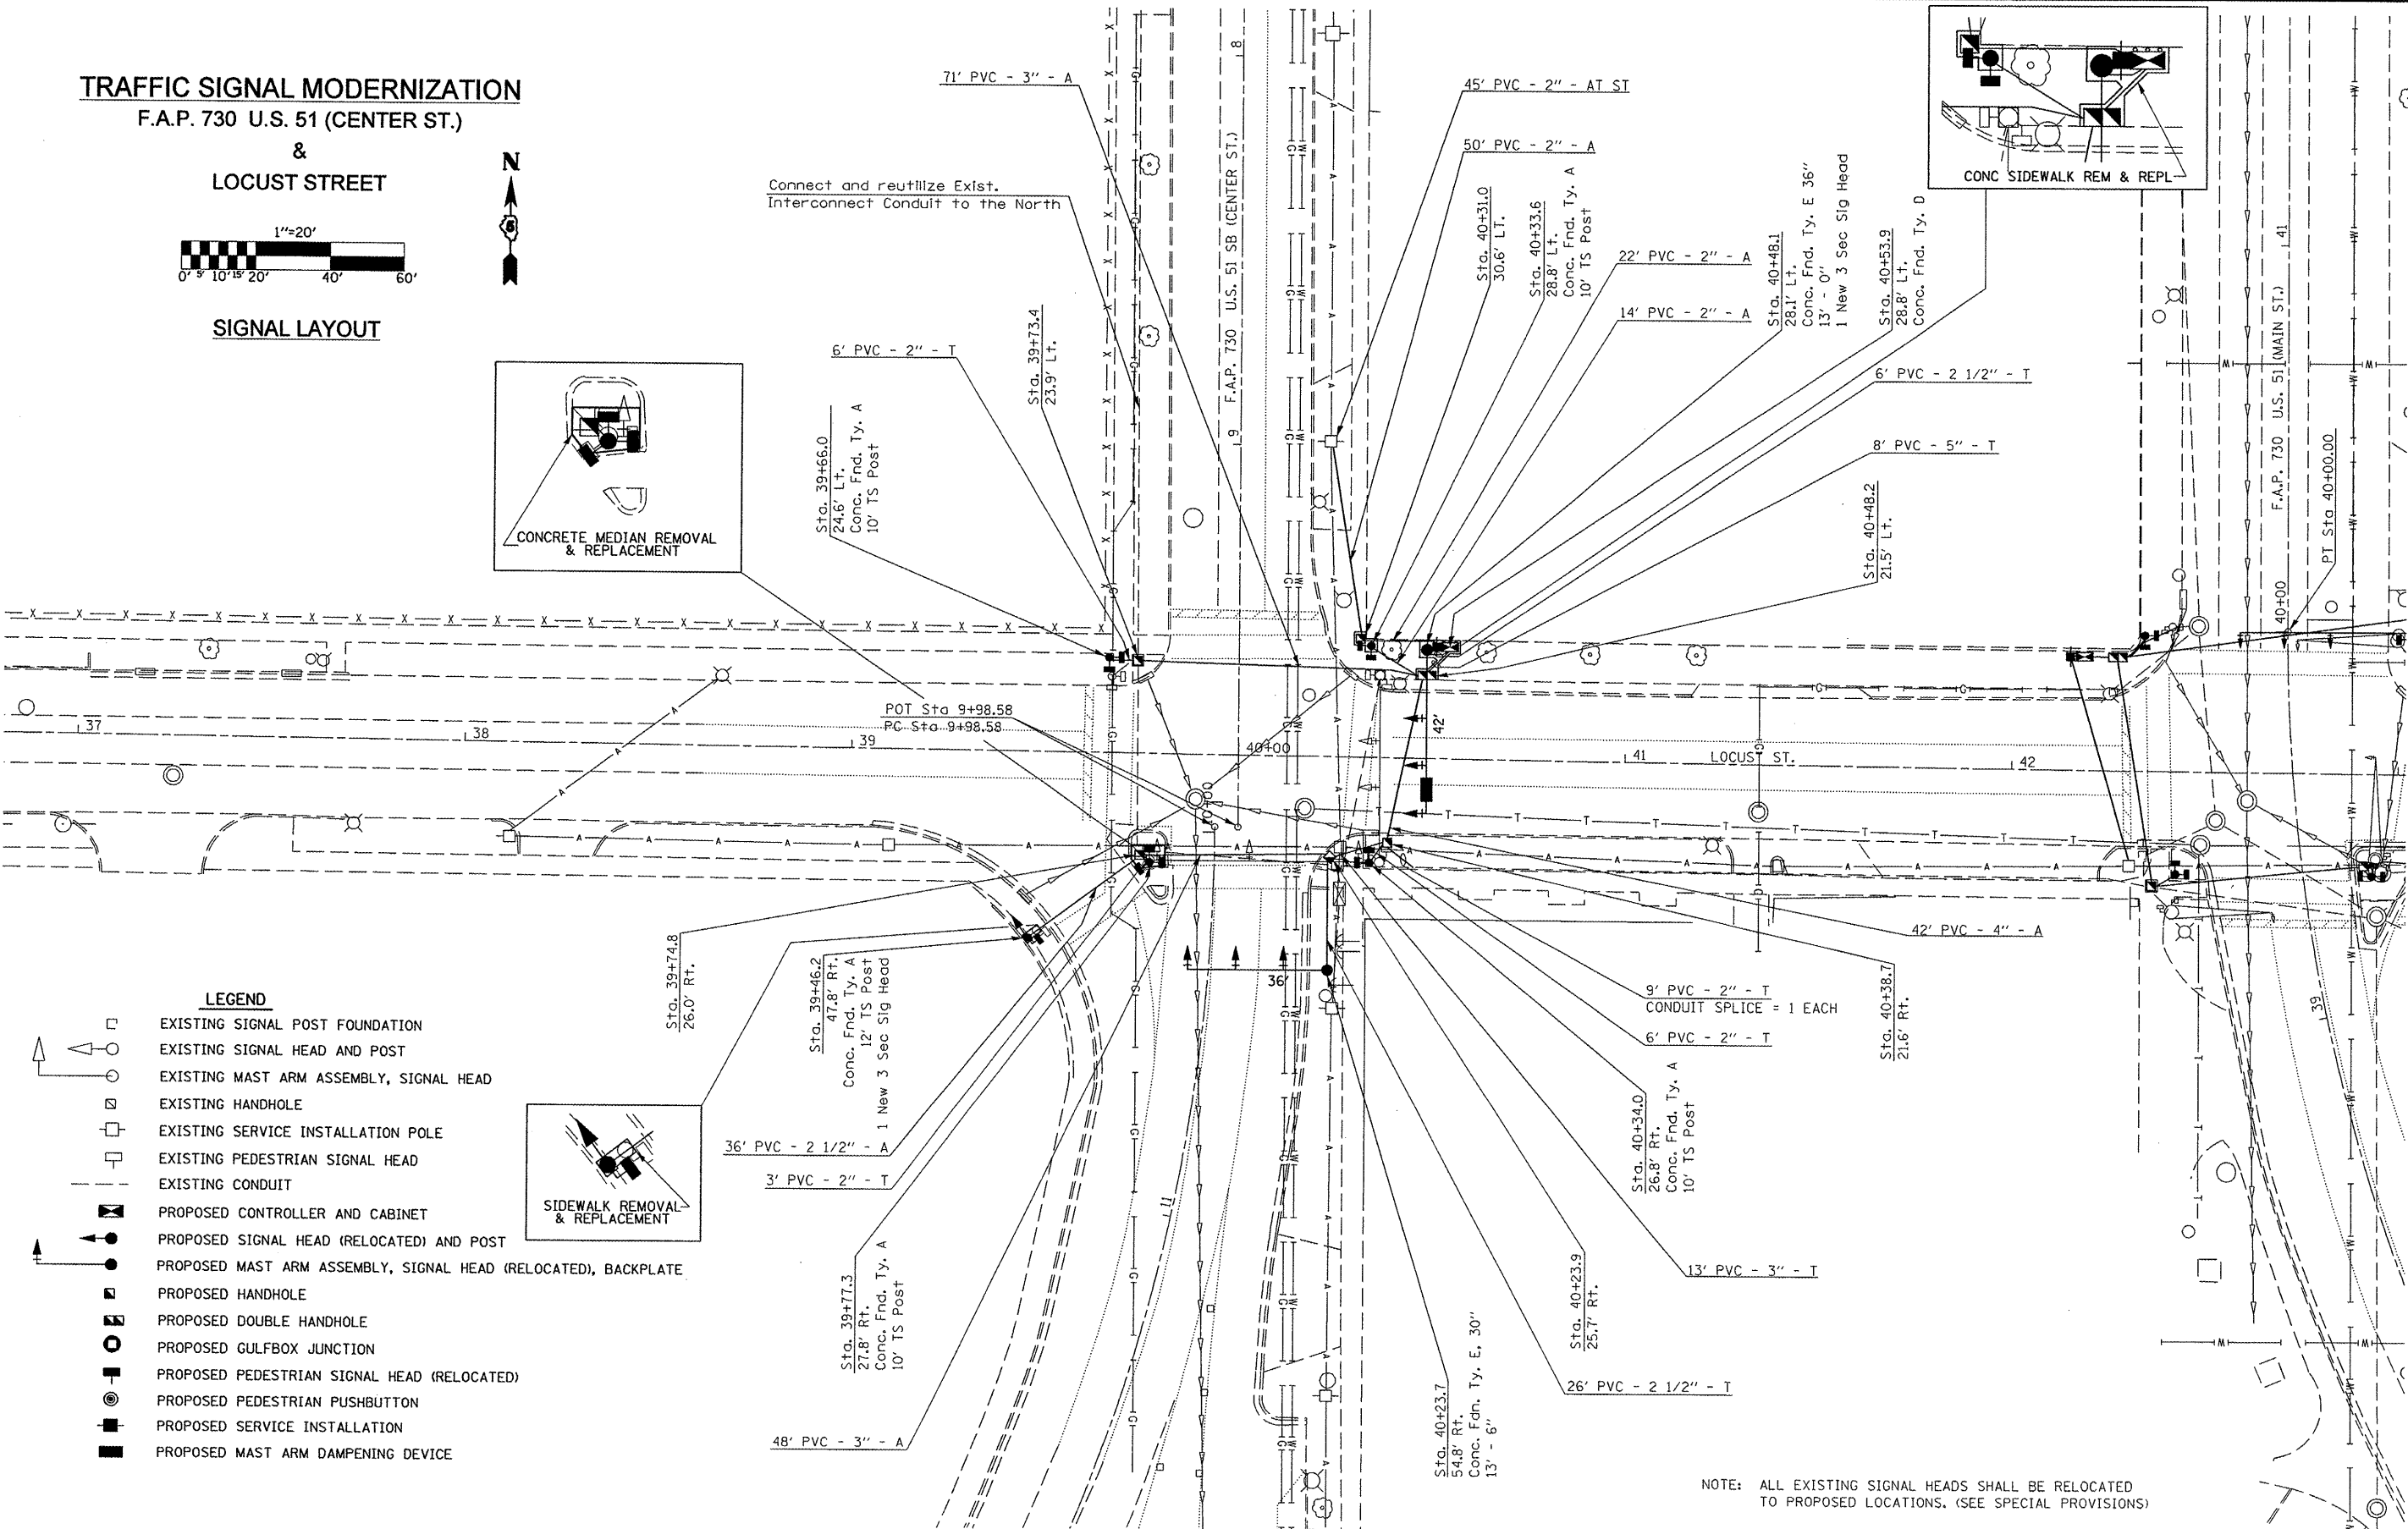 TRAFFIC SIGNAL MODERNIZATION
F.A.P. 730 U.S. 51 (CENTER ST.)
&
LOCUST STREET
N
5
1"=20'
0' 5' 10' 15' 20' 40' 60'
SIGNAL LAYOUT
CONCRETE MEDIAN REMOVAL
& REPLACEMENT
71' PVC - 3" - A
Connect and reutilize Exist.
Interconnect Conduit to the North
6' PVC - 2" - T
Sta. 39+73.4
23.9' Lt.
Sta. 39+66.0
24.6' Lt.
Conc. Fnd. Ty. A
10' TS Post
F.A.P. 730 U.S. 51 SB (CENTER ST.)
8
9
45' PVC - 2" - AT ST
50' PVC - 2" - A
Sta. 40+31.0
30.6' LT.
Sta. 40+33.6
28.8' Lt.
Conc. Fnd. Ty. A
10' TS Post
22' PVC - 2" - A
14' PVC - 2" - A
Sta. 40+48.1
28.1' Lt.
Conc. Fnd. Ty. E 36"
13' - 0"
1 New 3 Sec Sig Head
Sta. 40+53.9
28.8' Lt.
Conc. Fnd. Ty. D
CONC SIDEWALK REM & REPL
6' PVC - 2 1/2" - T
8' PVC - 5" - T
Sta. 40+48.2
21.5' Lt.
F.A.P. 730 U.S. 51 (MAIN ST.)
41
40+00
PT Sta 40+00.00
37
38
39
40+00
41
LOCUST ST.
42
42'
POT Sta 9+98.58
PC Sta 9+98.58
10+00
36'
11
39
Sta. 39+74.8
26.0' Rt.
Sta. 39+46.2
47.8' Rt.
Conc. Fnd. Ty. A
12' TS Post
1 New 3 Sec Sig Head
36' PVC - 2 1/2" - A
3' PVC - 2" - T
Sta. 39+77.3
27.8' Rt.
Conc. Fnd. Ty. A
10' TS Post
48' PVC - 3" - A
SIDEWALK REMOVAL
& REPLACEMENT
42' PVC - 4" - A
9' PVC - 2" - T
CONDUIT SPLICE = 1 EACH
6' PVC - 2" - T
Sta. 40+38.7
21.6' Rt.
Sta. 40+34.0
26.8' Rt.
Conc. Fnd. Ty. A
10' TS Post
13' PVC - 3" - T
Sta. 40+23.9
25.7' Rt.
26' PVC - 2 1/2" - T
Sta. 40+23.7
54.8' Rt.
Conc. Fdn. Ty. E, 30"
13' - 6"
LEGEND
EXISTING SIGNAL POST FOUNDATION
EXISTING SIGNAL HEAD AND POST
EXISTING MAST ARM ASSEMBLY, SIGNAL HEAD
EXISTING HANDHOLE
EXISTING SERVICE INSTALLATION POLE
EXISTING PEDESTRIAN SIGNAL HEAD
EXISTING CONDUIT
PROPOSED CONTROLLER AND CABINET
PROPOSED SIGNAL HEAD (RELOCATED) AND POST
PROPOSED MAST ARM ASSEMBLY, SIGNAL HEAD (RELOCATED), BACKPLATE
PROPOSED HANDHOLE
PROPOSED DOUBLE HANDHOLE
PROPOSED GULFBOX JUNCTION
PROPOSED PEDESTRIAN SIGNAL HEAD (RELOCATED)
PROPOSED PEDESTRIAN PUSHBUTTON
PROPOSED SERVICE INSTALLATION
PROPOSED MAST ARM DAMPENING DEVICE
NOTE: ALL EXISTING SIGNAL HEADS SHALL BE RELOCATED
TO PROPOSED LOCATIONS. (SEE SPECIAL PROVISIONS)